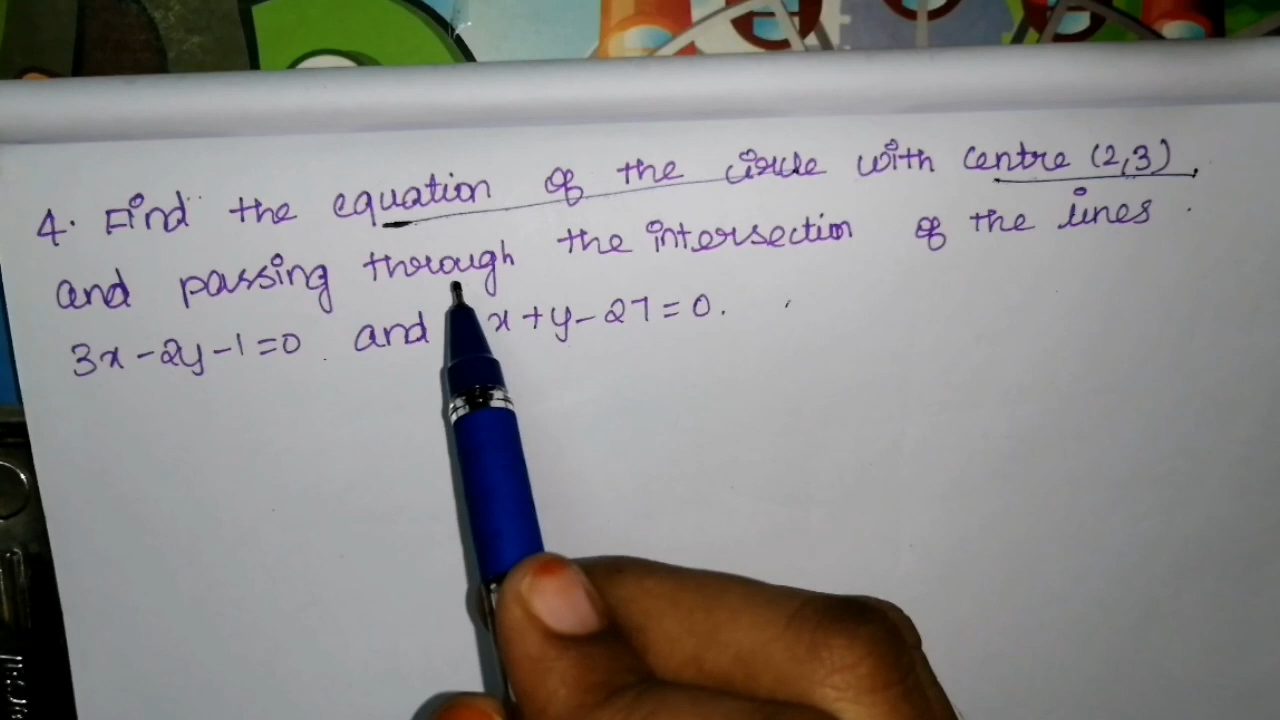 4. Find the equation of the circle with centre (2,3)
and passing through the intersection of the lines
3x-2y-1=0 and x+y-27=0.